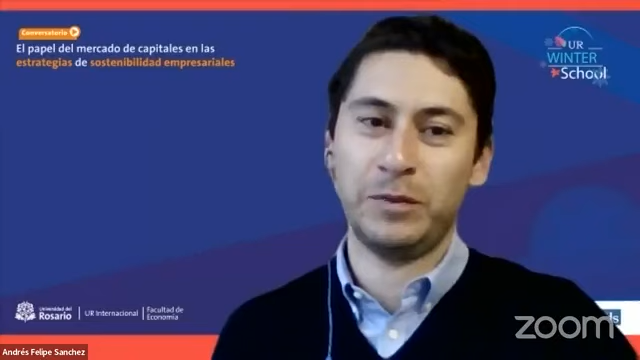 Conversatorio
El papel del mercado de capitales en las
estrategias de sostenibilidad empresariales
UR
WINTER
School
Universidad del
Rosario
UR Internacional
Facultad de
Economía
Andrés Felipe Sanchez
zoom